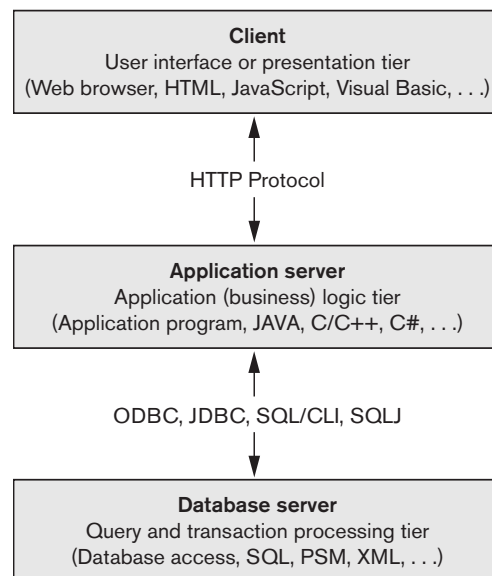 Client
User interface or presentation tier
(Web browser, HTML, JavaScript, Visual Basic, . . .)
HTTP Protocol
Application server
Application (business) logic tier
(Application program, JAVA, C/C++, C#, . . .)
ODBC, JDBC, SQL/CLI, SQLJ
Database server
Query and transaction processing tier
(Database access, SQL, PSM, XML, . . .)